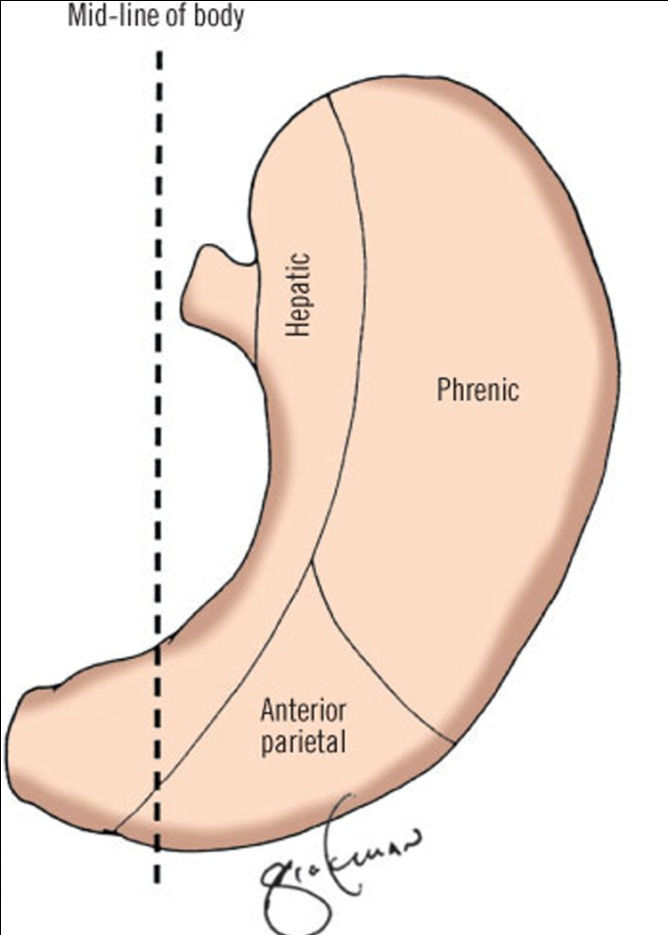 Mid-line of body
Hepatic
Phrenic
Anterior
parietal